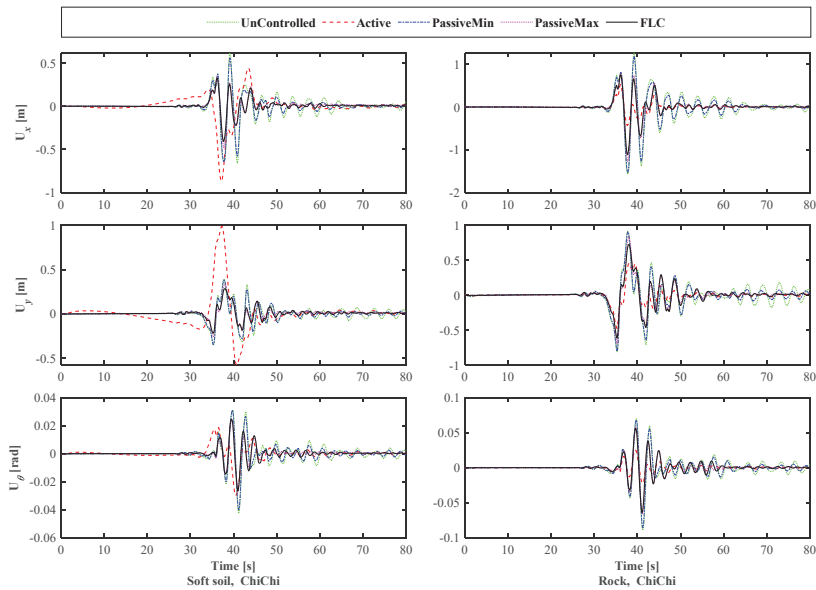 UnControlled Active PassiveMin PassiveMax FLC
U_x [m]
0.5
0
-0.5
-1
0 10 20 30 40 50 60 70 80
1
0
-1
-2
0 10 20 30 40 50 60 70 80
U_y [m]
1
0.5
0
-0.5
0 10 20 30 40 50 60 70 80
1
0.5
0
-0.5
-1
0 10 20 30 40 50 60 70 80
U_θ [rad]
0.04
0.02
0
-0.02
-0.04
-0.06
0 10 20 30 40 50 60 70 80
Time [s]
Soft soil, ChiChi
0.1
0.05
0
-0.05
-0.1
0 10 20 30 40 50 60 70 80
Time [s]
Rock, ChiChi